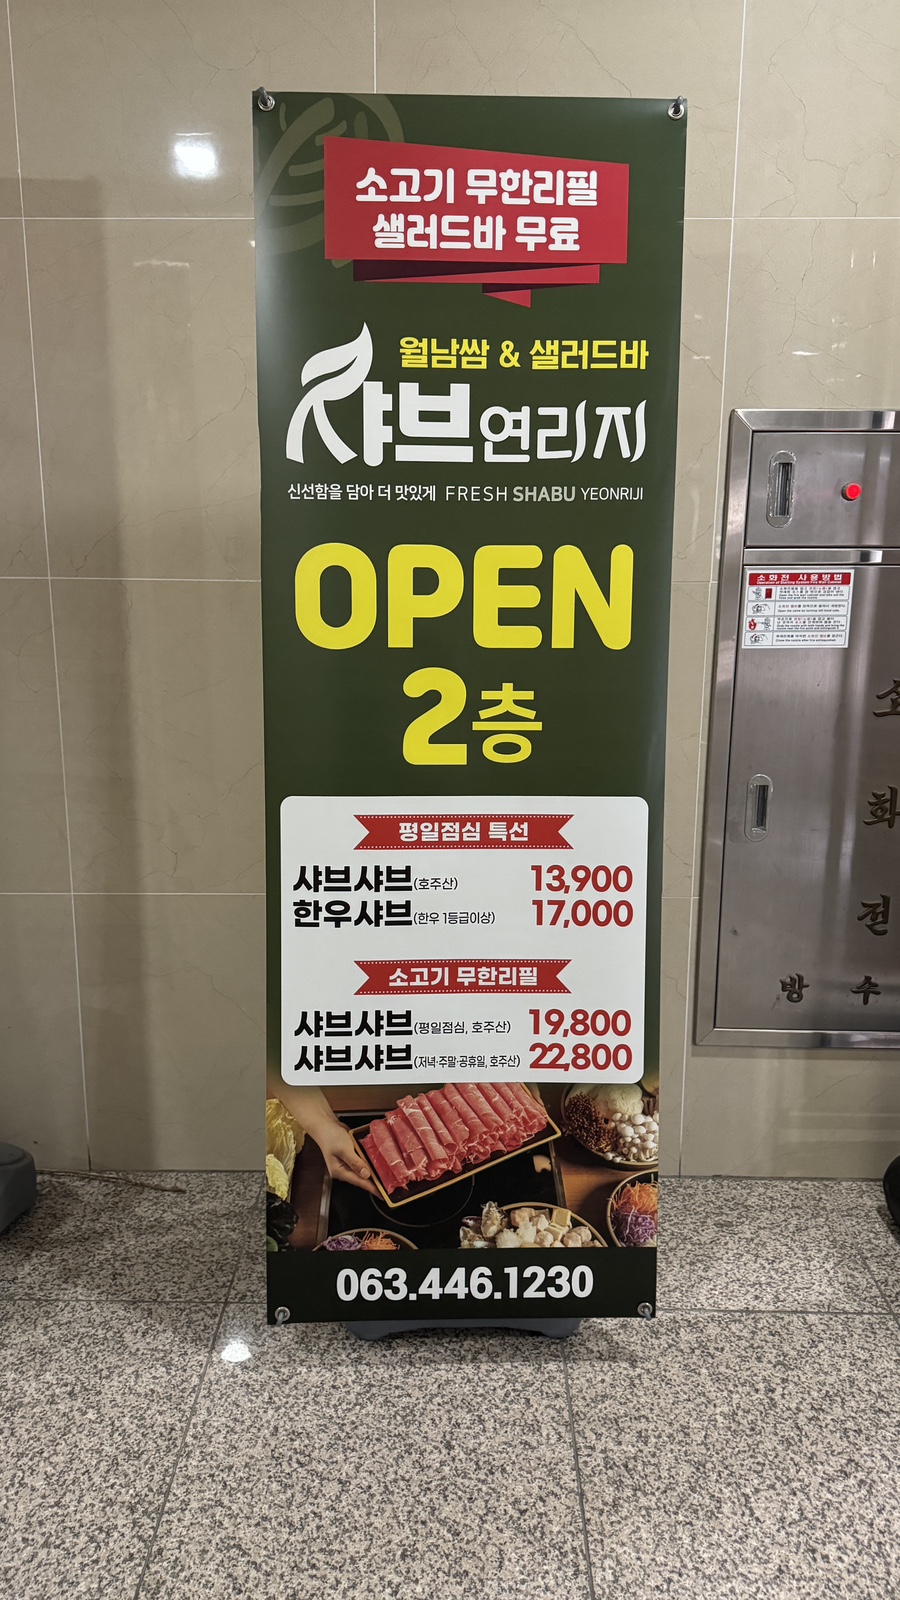 소고기 무한리필
샐러드바 무료
월남쌈 & 샐러드바
샤브연리지
신선함을 담아 더 맛있게 FRESH SHABU YEONRIJI
OPEN
2층
평일점심 특선
샤브샤브(호주산) 13,900
한우샤브(한우 1등급이상) 17,000
소고기 무한리필
샤브샤브(평일점심, 호주산) 19,800
샤브샤브(저녁·주말·공휴일, 호주산) 22,800
063.446.1230
소화전 사용방법
소
화
전
방 수